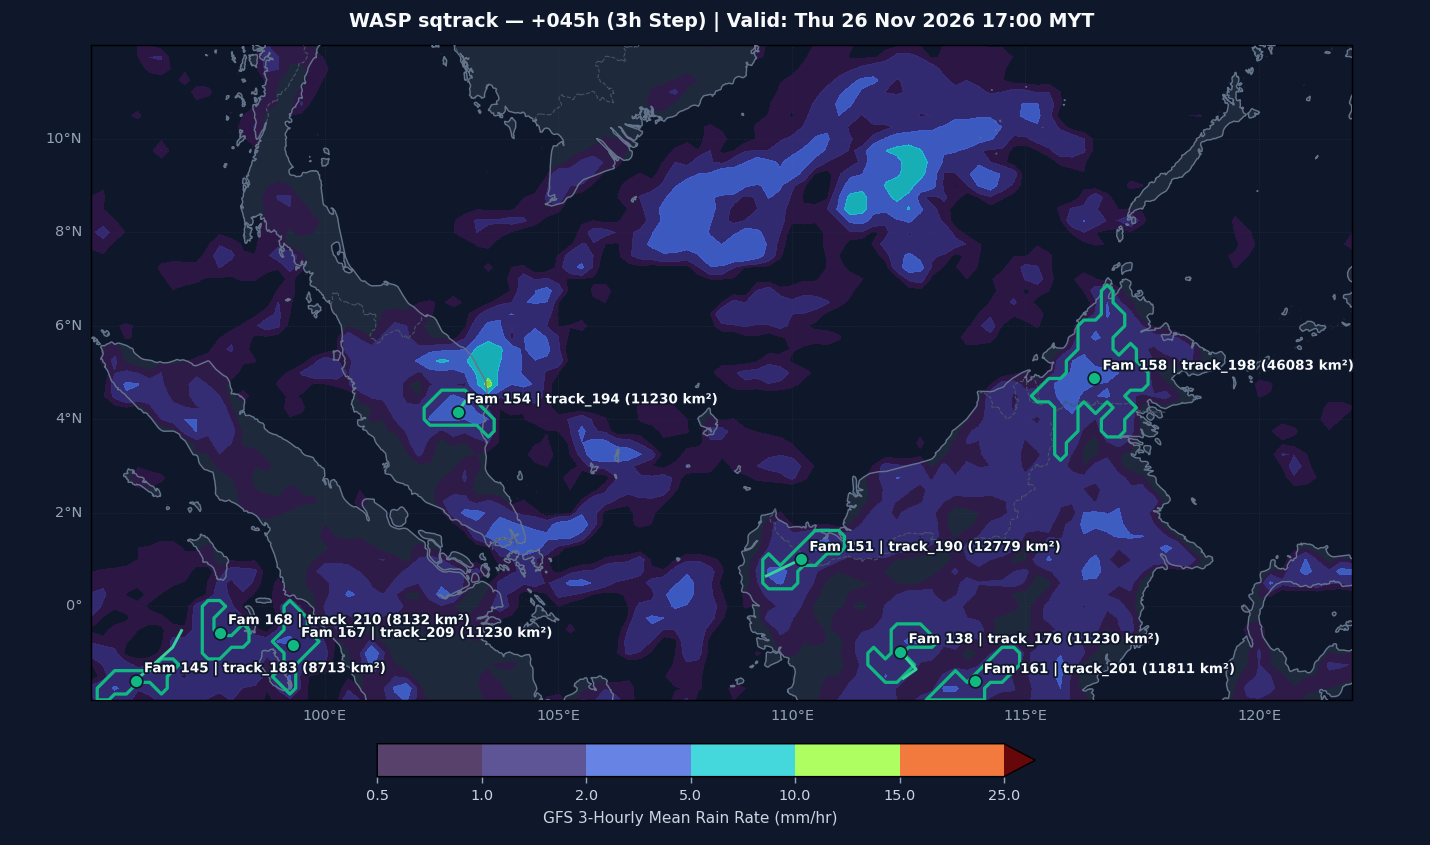 WASP sqtrack — +045h (3h Step) | Valid: Thu 26 Nov 2026 17:00 MYT
10°N
8°N
6°N
4°N
2°N
0°
Fam 158 | track_198 (46083 km²)
Fam 154 | track_194 (11230 km²)
Fam 151 | track_190 (12779 km²)
Fam 168 | track_210 (8132 km²)
Fam 167 | track_209 (11230 km²)
Fam 138 | track_176 (11230 km²)
Fam 145 | track_183 (8713 km²)
Fam 161 | track_201 (11811 km²)
100°E 105°E 110°E 115°E 120°E
0.5 1.0 2.0 5.0 10.0 15.0 25.0
GFS 3-Hourly Mean Rain Rate (mm/hr)